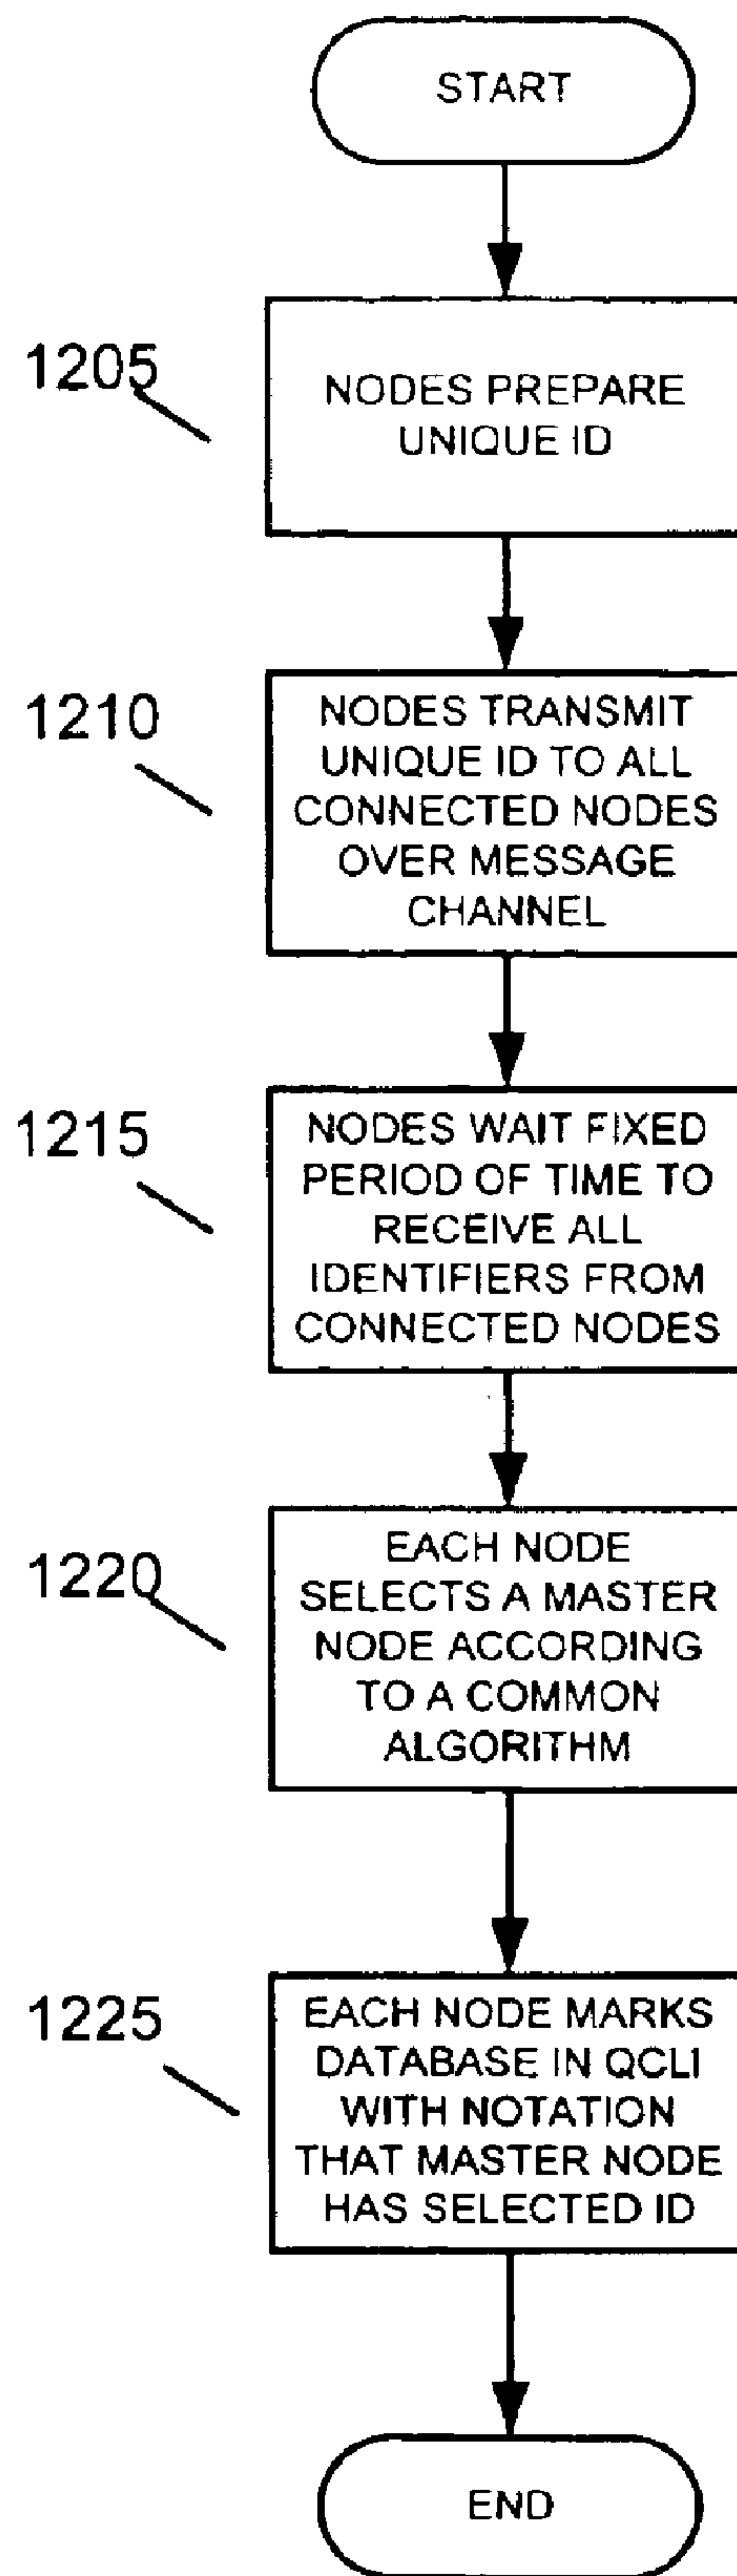 START
1205
NODES PREPARE
UNIQUE ID
1210
NODES TRANSMIT
UNIQUE ID TO ALL
CONNECTED NODES
OVER MESSAGE
CHANNEL
1215
NODES WAIT FIXED
PERIOD OF TIME TO
RECEIVE ALL
IDENTIFIERS FROM
CONNECTED NODES
1220
EACH NODE
SELECTS A MASTER
NODE ACCORDING
TO A COMMON
ALGORITHM
1225
EACH NODE MARKS
DATABASE IN QCLI
WITH NOTATION
THAT MASTER NODE
HAS SELECTED ID
END